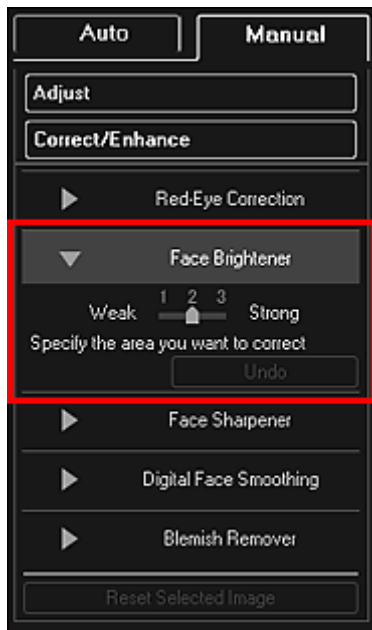 Auto Manual
Adjust
Correct/Enhance
Red-Eye Correction
Face Brightener
1 2 3
Weak Strong
Specify the area you want to correct
Undo
Face Sharpener
Digital Face Smoothing
Blemish Remover
Reset Selected Image